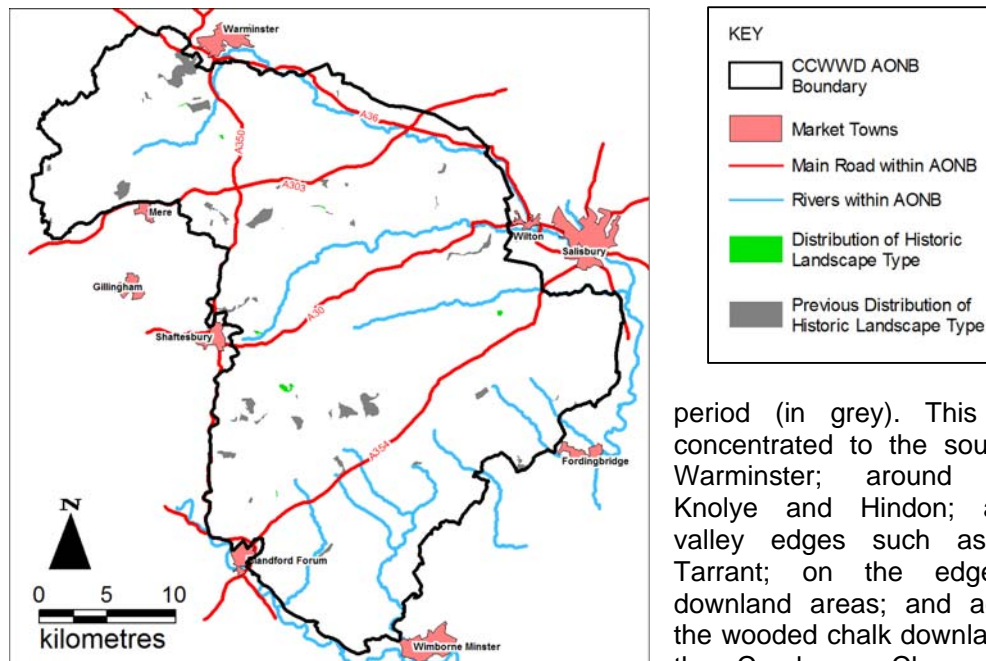 Warminster
A36
A350
A303
Mere
Wilton
Salisbury
Gillingham
A30
Shaftesbury
A354
Fordingbridge
N
landford Forum
0 5 10
kilometres
Wimborne Minster
KEY
CCWWD AONB
Boundary
Market Towns
Main Road within AONB
Rivers within AONB
Distribution of Historic
Landscape Type
Previous Distribution of
Historic Landscape Type
period (in grey). This
concentrated to the sou
Warminster; around
Knolye and Hindon; a
valley edges such as
Tarrant; on the edge
downland areas; and a
the wooded chalk downla